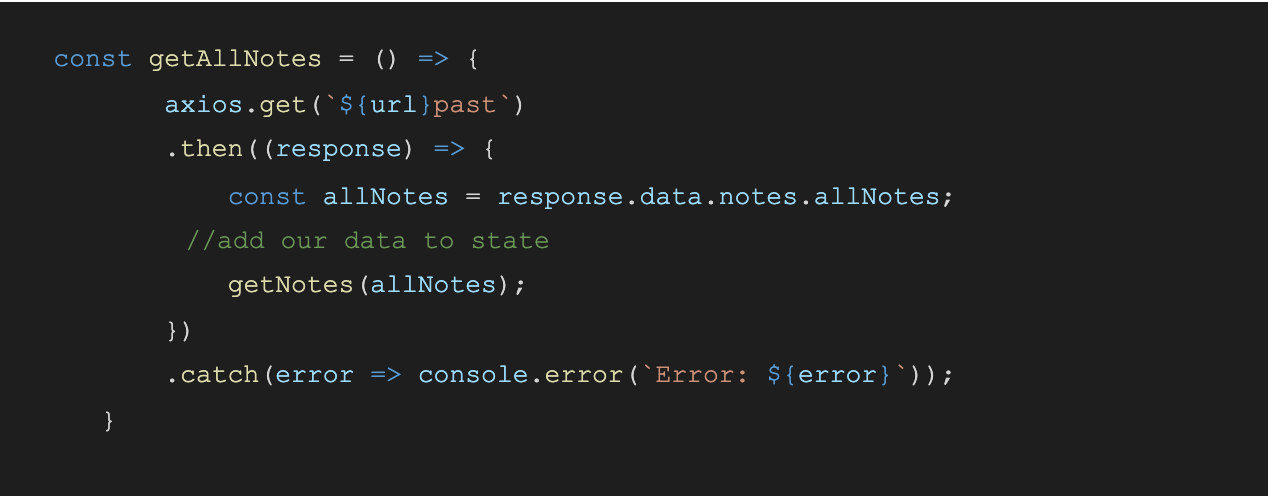 const getAllNotes = () => {
axios.get(`${url}past`)
.then((response) => {
const allNotes = response.data.notes.allNotes;
//add our data to state
getNotes(allNotes);
})
.catch(error => console.error(`Error: ${error}`));
}